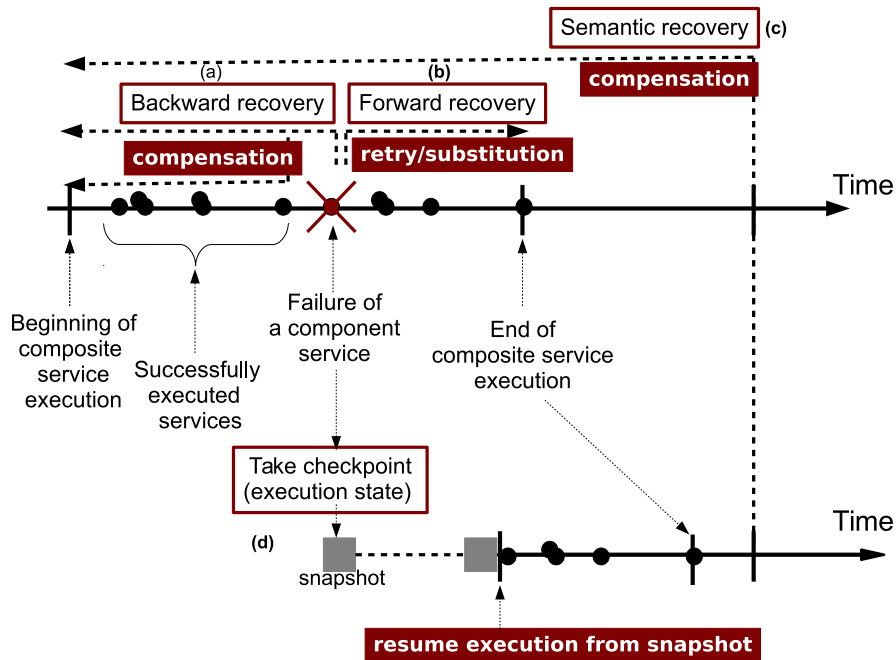 Semantic recovery (c)
compensation
(a)
(b)
Backward recovery
Forward recovery
compensation
retry/substitution
Time
Beginning of
composite
service
execution
Successfully
executed
services
Failure of
a component
service
End of
composite service
execution
Take checkpoint
(execution state)
(d)
snapshot
Time
resume execution from snapshot